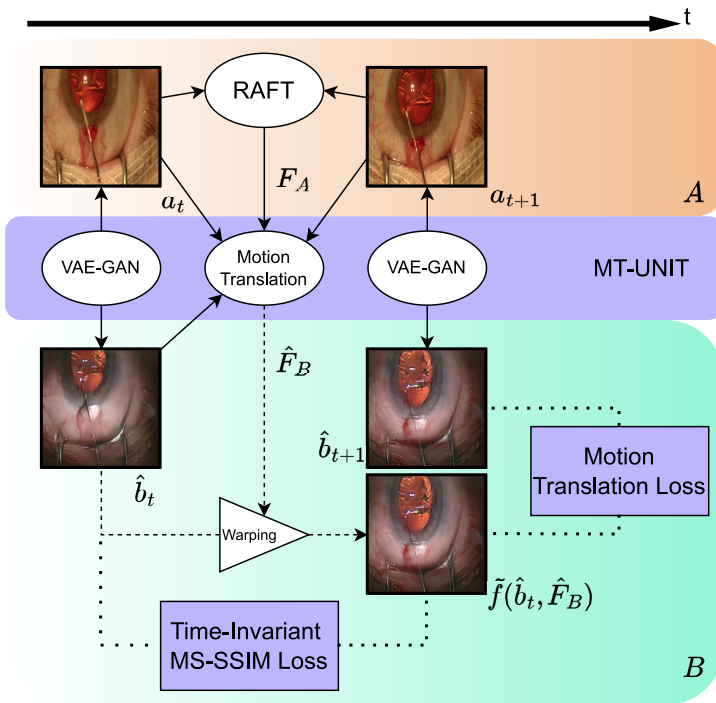 t
RAFT
a_t
F_A
a_{t+1}
A
VAE-GAN
Motion
Translation
VAE-GAN
MT-UNIT
\hat{F}_B
\hat{b}_t
\hat{b}_{t+1}
Motion
Translation Loss
Warping
\tilde{f}(\hat{b}_t, \hat{F}_B)
Time-Invariant
MS-SSIM Loss
B